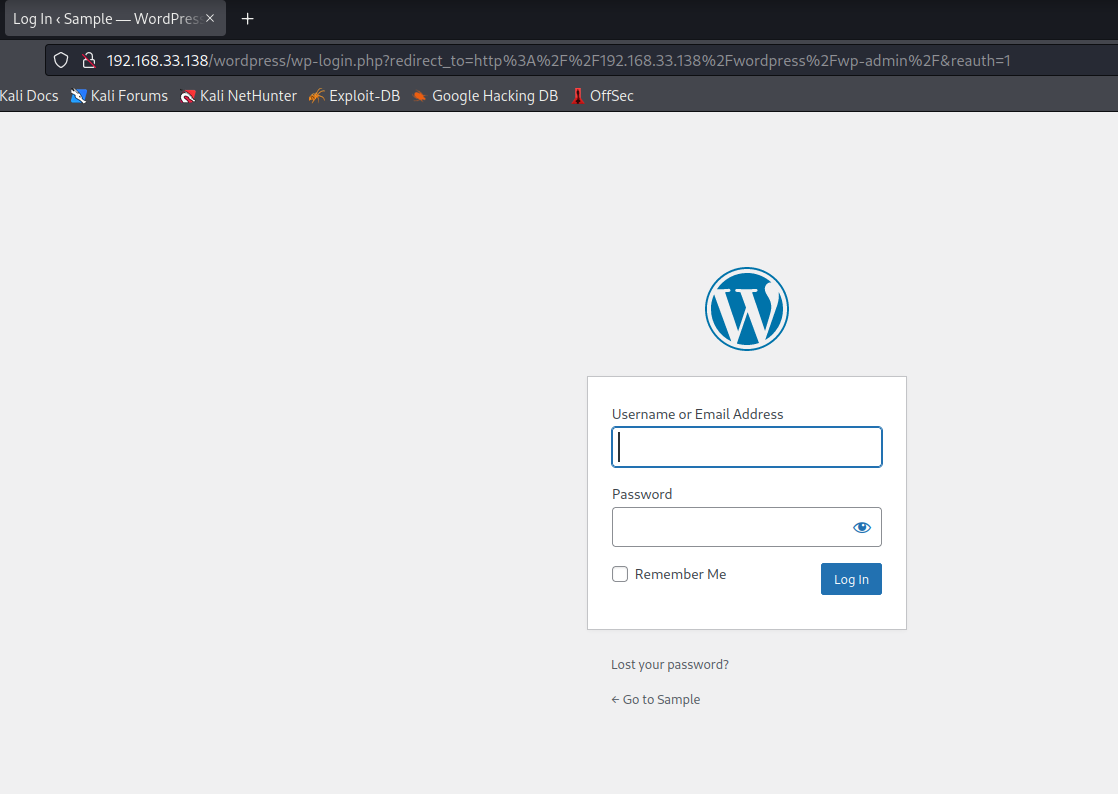 Log In ‹ Sample — WordPres
192.168.33.138/wordpress/wp-login.php?redirect_to=http%3A%2F%2F192.168.33.138%2Fwordpress%2Fwp-admin%2F&reauth=1
Kali Docs Kali Forums Kali NetHunter Exploit-DB Google Hacking DB OffSec
Username or Email Address
Password
Remember Me Log In
Lost your password?
← Go to Sample